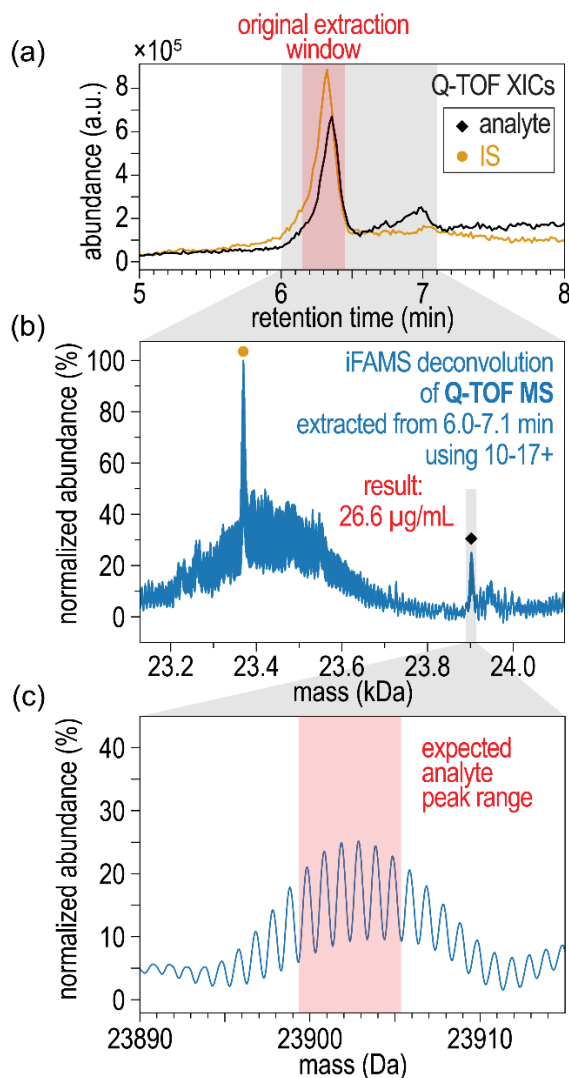 original extraction
window
(a)
×10⁵
Q-TOF XICs
analyte
IS
abundance (a.u.)
8
6
4
2
0
5 6 7 8
retention time (min)
(b)
normalized abundance (%)
100
80
60
40
20
0
iFAMS deconvolution
of Q-TOF MS
extracted from 6.0-7.1 min
using 10-17+
result:
26.6 µg/mL
23.2 23.4 23.6 23.8 24.0
mass (kDa)
(c)
normalized abundance (%)
40
30
20
10
0
expected
analyte
peak range
23890 23900 23910
mass (Da)